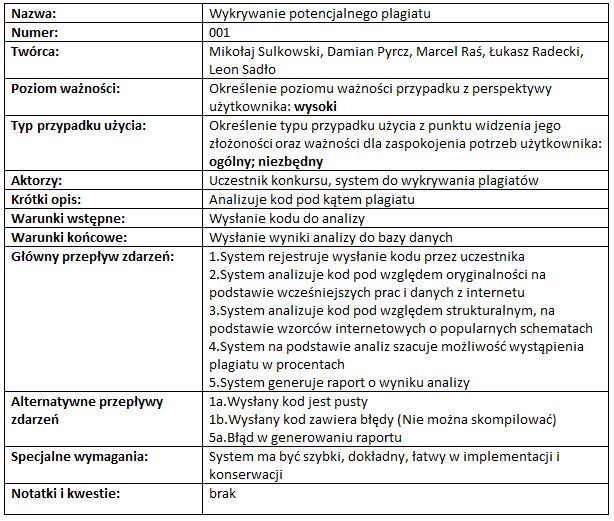 Nazwa: Wykrywanie potencjalnego plagiatu
Numer: 001
Twórca: Mikołaj Sulkowski, Damian Pyrcz, Marcel Raś, Łukasz Radecki,
Leon Sadło
Poziom ważności: Określenie poziomu ważności przypadku z perspektywy
użytkownika: wysoki
Typ przypadku użycia: Określenie typu przypadku użycia z punktu widzenia jego
złożoności oraz ważności dla zaspokojenia potrzeb użytkownika:
ogólny; niezbędny
Aktorzy: Uczestnik konkursu, system do wykrywania plagiatów
Krótki opis: Analizuje kod pod kątem plagiatu
Warunki wstępne: Wysłanie kodu do analizy
Warunki końcowe: Wysłanie wyniki analizy do bazy danych
Główny przepływ zdarzeń: 1.System rejestruje wysłanie kodu przez uczestnika
2.System analizuje kod pod względem oryginalności na
podstawie wcześniejszych prac i danych z internetu
3.System analizuje kod pod względem strukturalnym, na
podstawie wzorców internetowych o popularnych schematach
4.System na podstawie analiz szacuje możliwość wystąpienia
plagiatu w procentach
5.System generuje raport o wyniku analizy
Alternatywne przepływy
zdarzeń
1a.Wysłany kod jest pusty
1b.Wysłany kod zawiera błędy (Nie można skompilować)
5a.Błąd w generowaniu raportu
Specjalne wymagania: System ma być szybki, dokładny, łatwy w implementacji i
konserwacji
Notatki i kwestie: brak